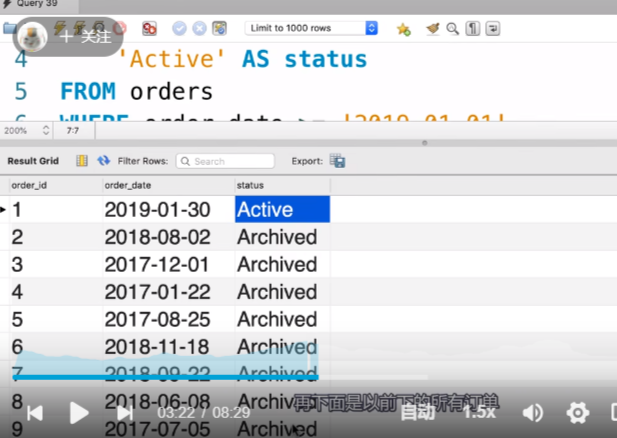 Query 39
+ 关注
Limit to 1000 rows
4 'Active' AS status
5 FROM orders
6 WHERE order_date >= '2019-01-01'
200% 7:7
Result Grid Filter Rows: Search Export:
order_id order_date status
1 2019-01-30 Active
2 2018-08-02 Archived
3 2017-12-01 Archived
4 2017-01-22 Archived
5 2017-08-25 Archived
6 2018-11-18 Archived
7 2018-09-22 Archived
8 2018-06-08 Archived
再下面是以前下的所有订单
03:22 / 08:29 自动 1.5x
9 2017-07-05 Archived